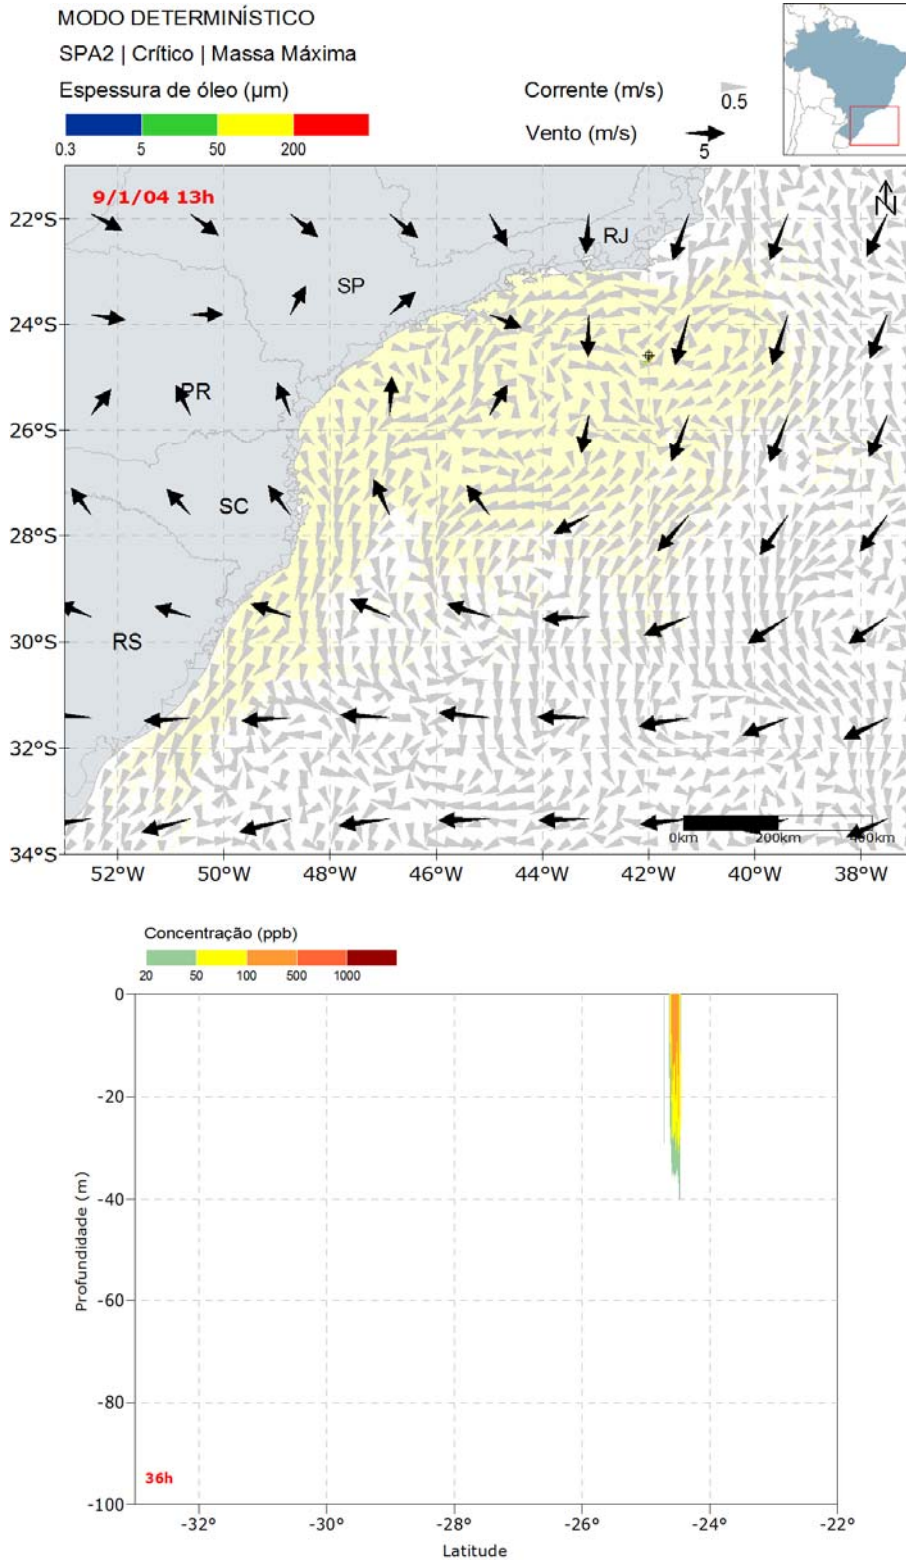 MODO DETERMINÍSTICO
SPA2 | Crítico | Massa Máxima
Espessura de óleo (µm)
0.3 5 50 200
Corrente (m/s) 0.5
Vento (m/s) 5
9/1/04 13h
N
22°S
24°S
26°S
28°S
30°S
32°S
34°S
RJ
SP
PR
SC
RS
0km 200km 400km
52°W 50°W 48°W 46°W 44°W 42°W 40°W 38°W
Concentração (ppb)
20 50 100 500 1000
0
-20
-40
-60
-80
-100
Profundidade (m)
36h
-32° -30° -28° -26° -24° -22°
Latitude